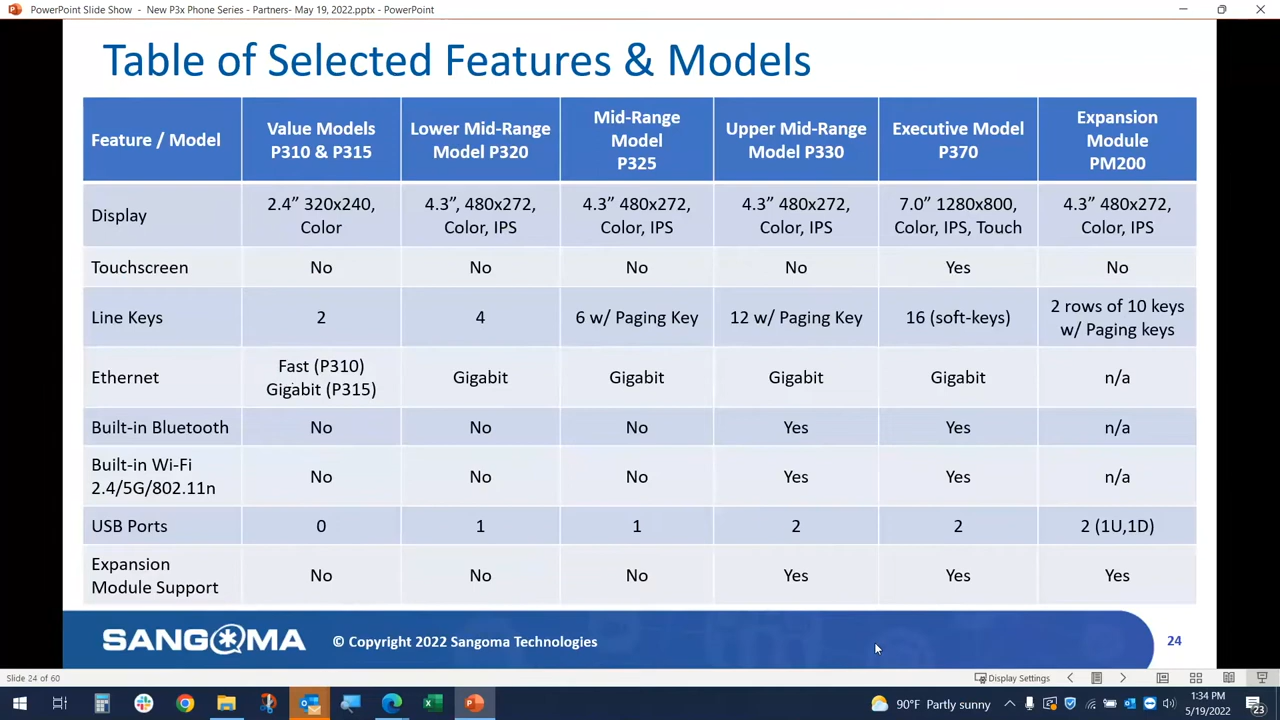 PowerPoint Slide Show - New P3x Phone Series - Partners- May 19, 2022.pptx - PowerPoint
Table of Selected Features & Models
Feature / Model
Value Models
P310 & P315
Lower Mid-Range
Model P320
Mid-Range
Model
P325
Upper Mid-Range
Model P330
Executive Model
P370
Expansion
Module
PM200
Display
2.4” 320x240,
Color
4.3”, 480x272,
Color, IPS
4.3” 480x272,
Color, IPS
4.3” 480x272,
Color, IPS
7.0” 1280x800,
Color, IPS, Touch
4.3” 480x272,
Color, IPS
Touchscreen
No
No
No
No
Yes
No
Line Keys
2
4
6 w/ Paging Key
12 w/ Paging Key
16 (soft-keys)
2 rows of 10 keys
w/ Paging keys
Ethernet
Fast (P310)
Gigabit (P315)
Gigabit
Gigabit
Gigabit
Gigabit
n/a
Built-in Bluetooth
No
No
No
Yes
Yes
n/a
Built-in Wi-Fi
2.4/5G/802.11n
No
No
No
Yes
Yes
n/a
USB Ports
0
1
1
2
2
2 (1U,1D)
Expansion
Module Support
No
No
No
Yes
Yes
Yes
SANGOMA
© Copyright 2022 Sangoma Technologies
24
Slide 24 of 60
Display Settings
90°F Partly sunny
1:34 PM
5/19/2022
23